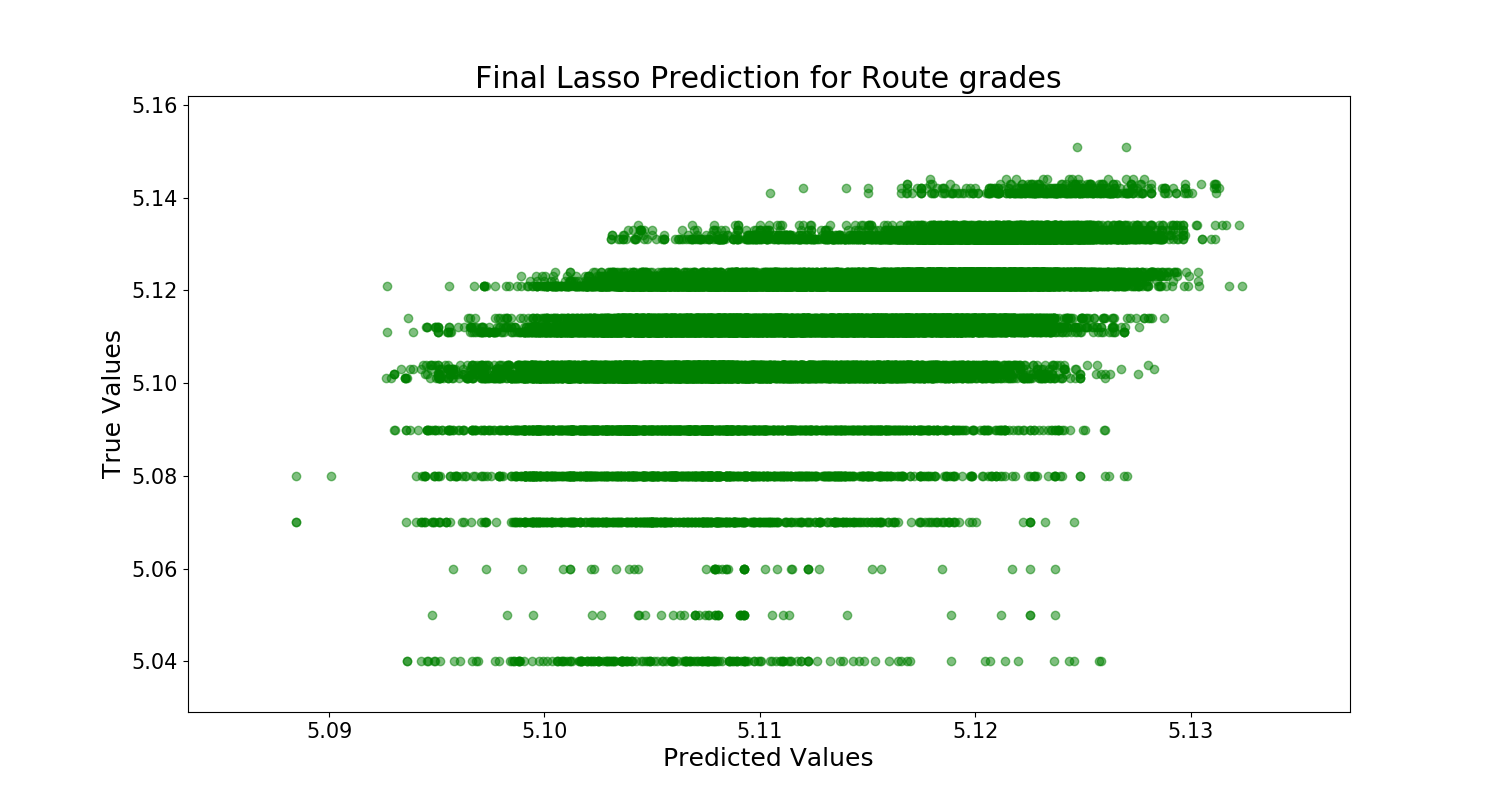 Final Lasso Prediction for Route grades
5.16
5.14
5.12
5.10
5.08
5.06
5.04
True Values
5.09 5.10 5.11 5.12 5.13
Predicted Values